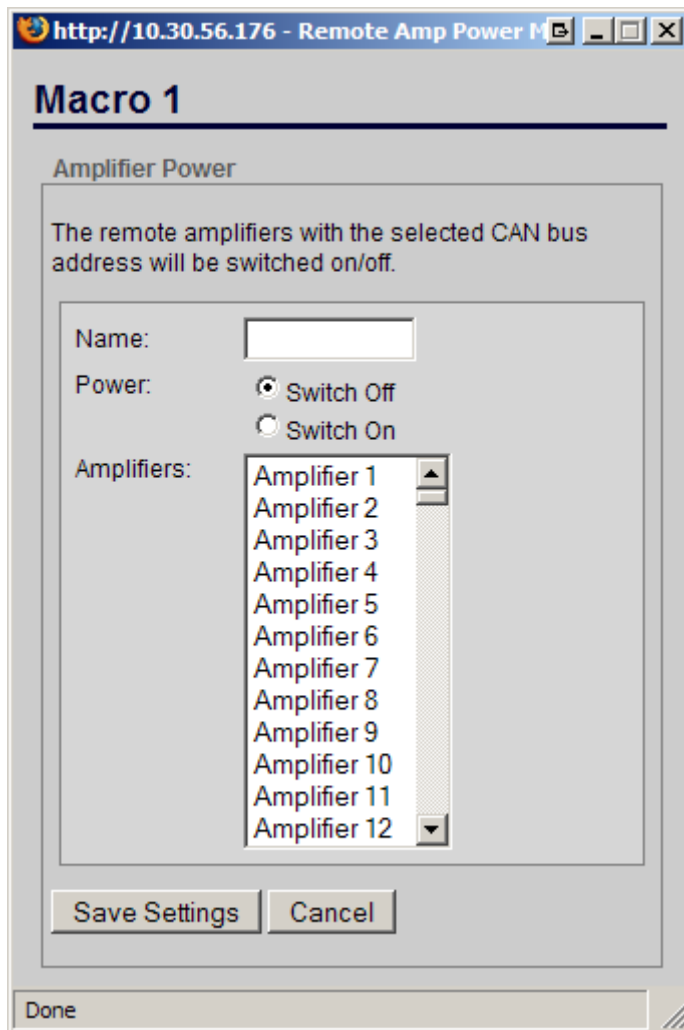 http://10.30.56.176 - Remote Amp Power M
Macro 1
Amplifier Power
The remote amplifiers with the selected CAN bus
address will be switched on/off.
Name:
Power:
Switch Off
Switch On
Amplifiers:
Amplifier 1
Amplifier 2
Amplifier 3
Amplifier 4
Amplifier 5
Amplifier 6
Amplifier 7
Amplifier 8
Amplifier 9
Amplifier 10
Amplifier 11
Amplifier 12
Save Settings
Cancel
Done